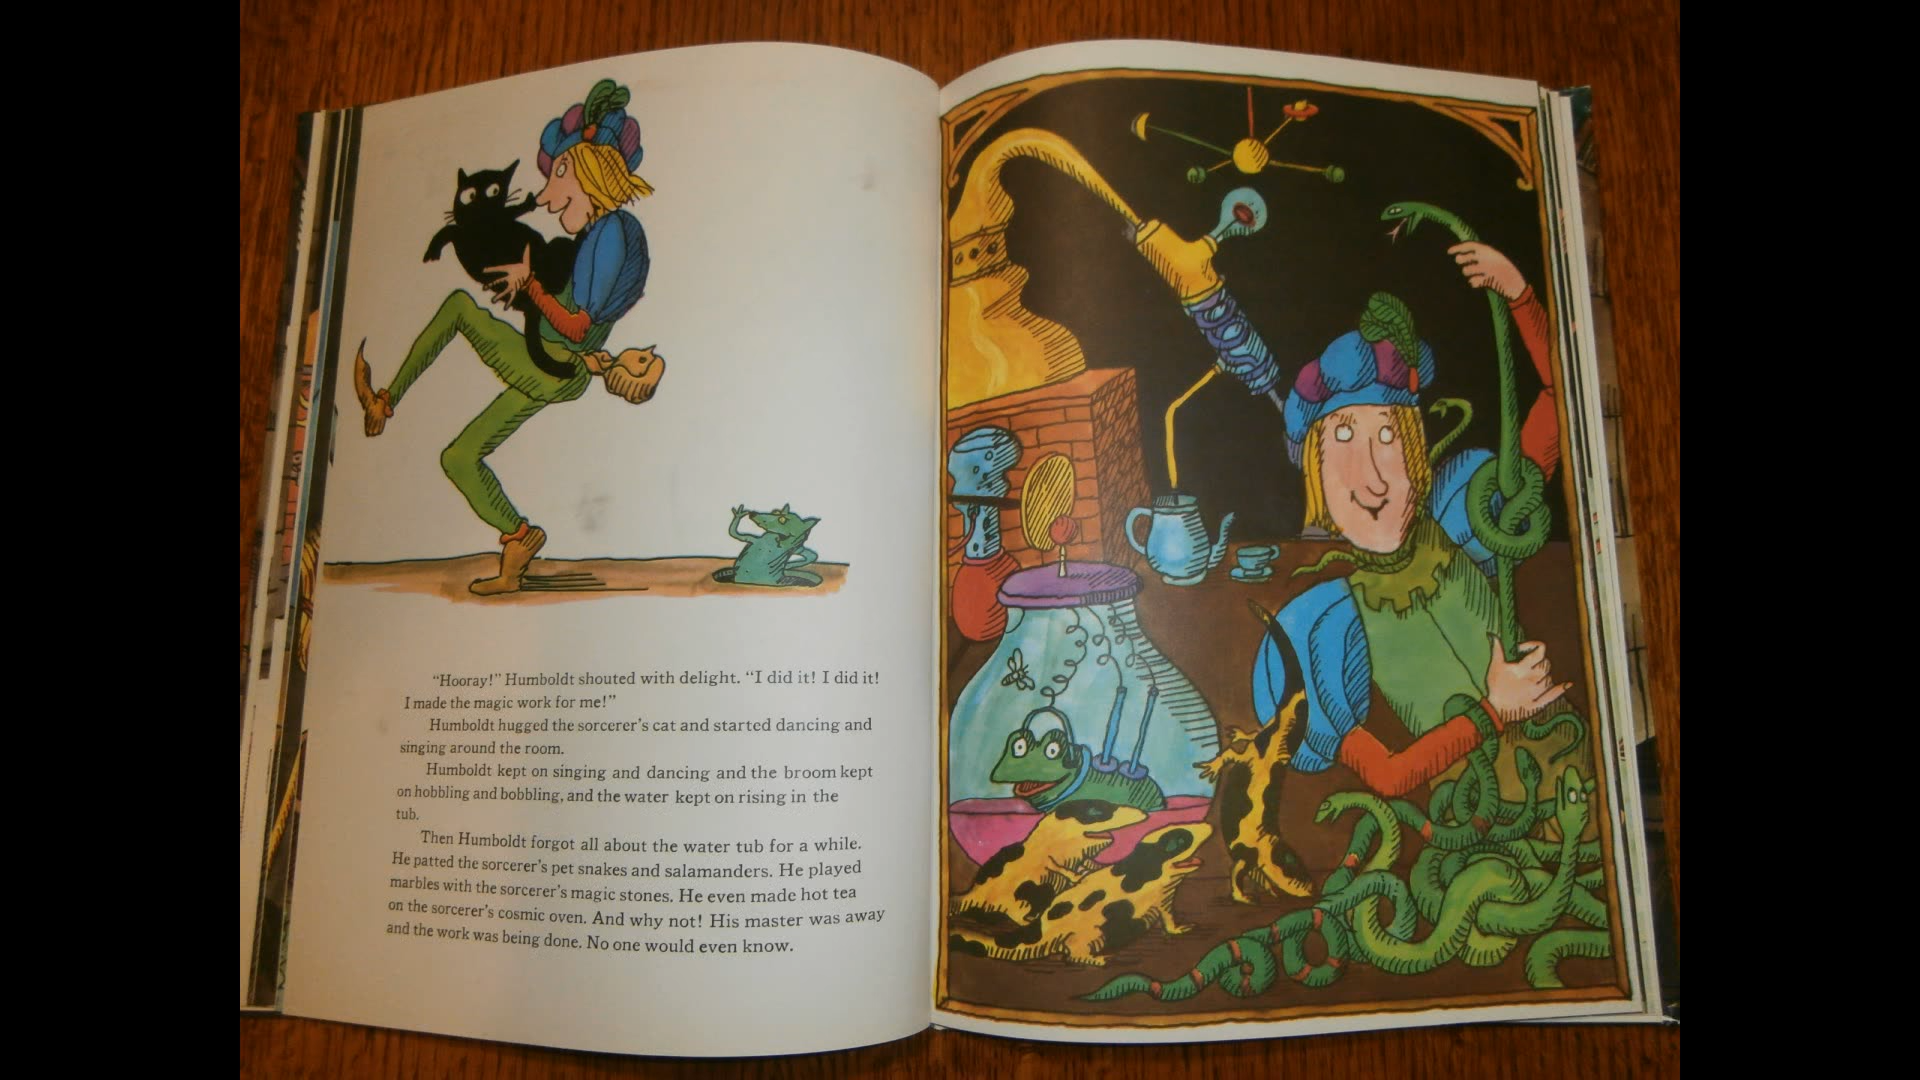 “Hooray!” Humboldt shouted with delight. “I did it! I did it!
I made the magic work for me!”
Humboldt hugged the sorcerer’s cat and started dancing and
singing around the room.
Humboldt kept on singing and dancing and the broom kept
on hobbling and bobbling, and the water kept on rising in the
tub.
Then Humboldt forgot all about the water tub for a while.
He patted the sorcerer’s pet snakes and salamanders. He played
marbles with the sorcerer’s magic stones. He even made hot tea
on the sorcerer’s cosmic oven. And why not! His master was away
and the work was being done. No one would even know.